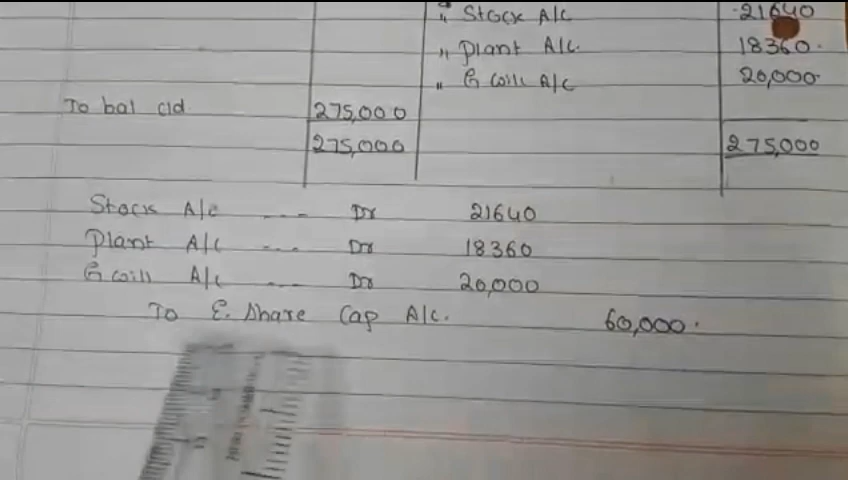 " Stock A/c 21640
" Plant A/c. 18360.
" G will A/c 20,000
To bal c/d 275,000
275,000 275,000
Stock A/c --- Dr 21640
Plant A/c --- Dr 18360
G will A/c --- Dr 20,000
To E. Share Cap A/c. 60,000.